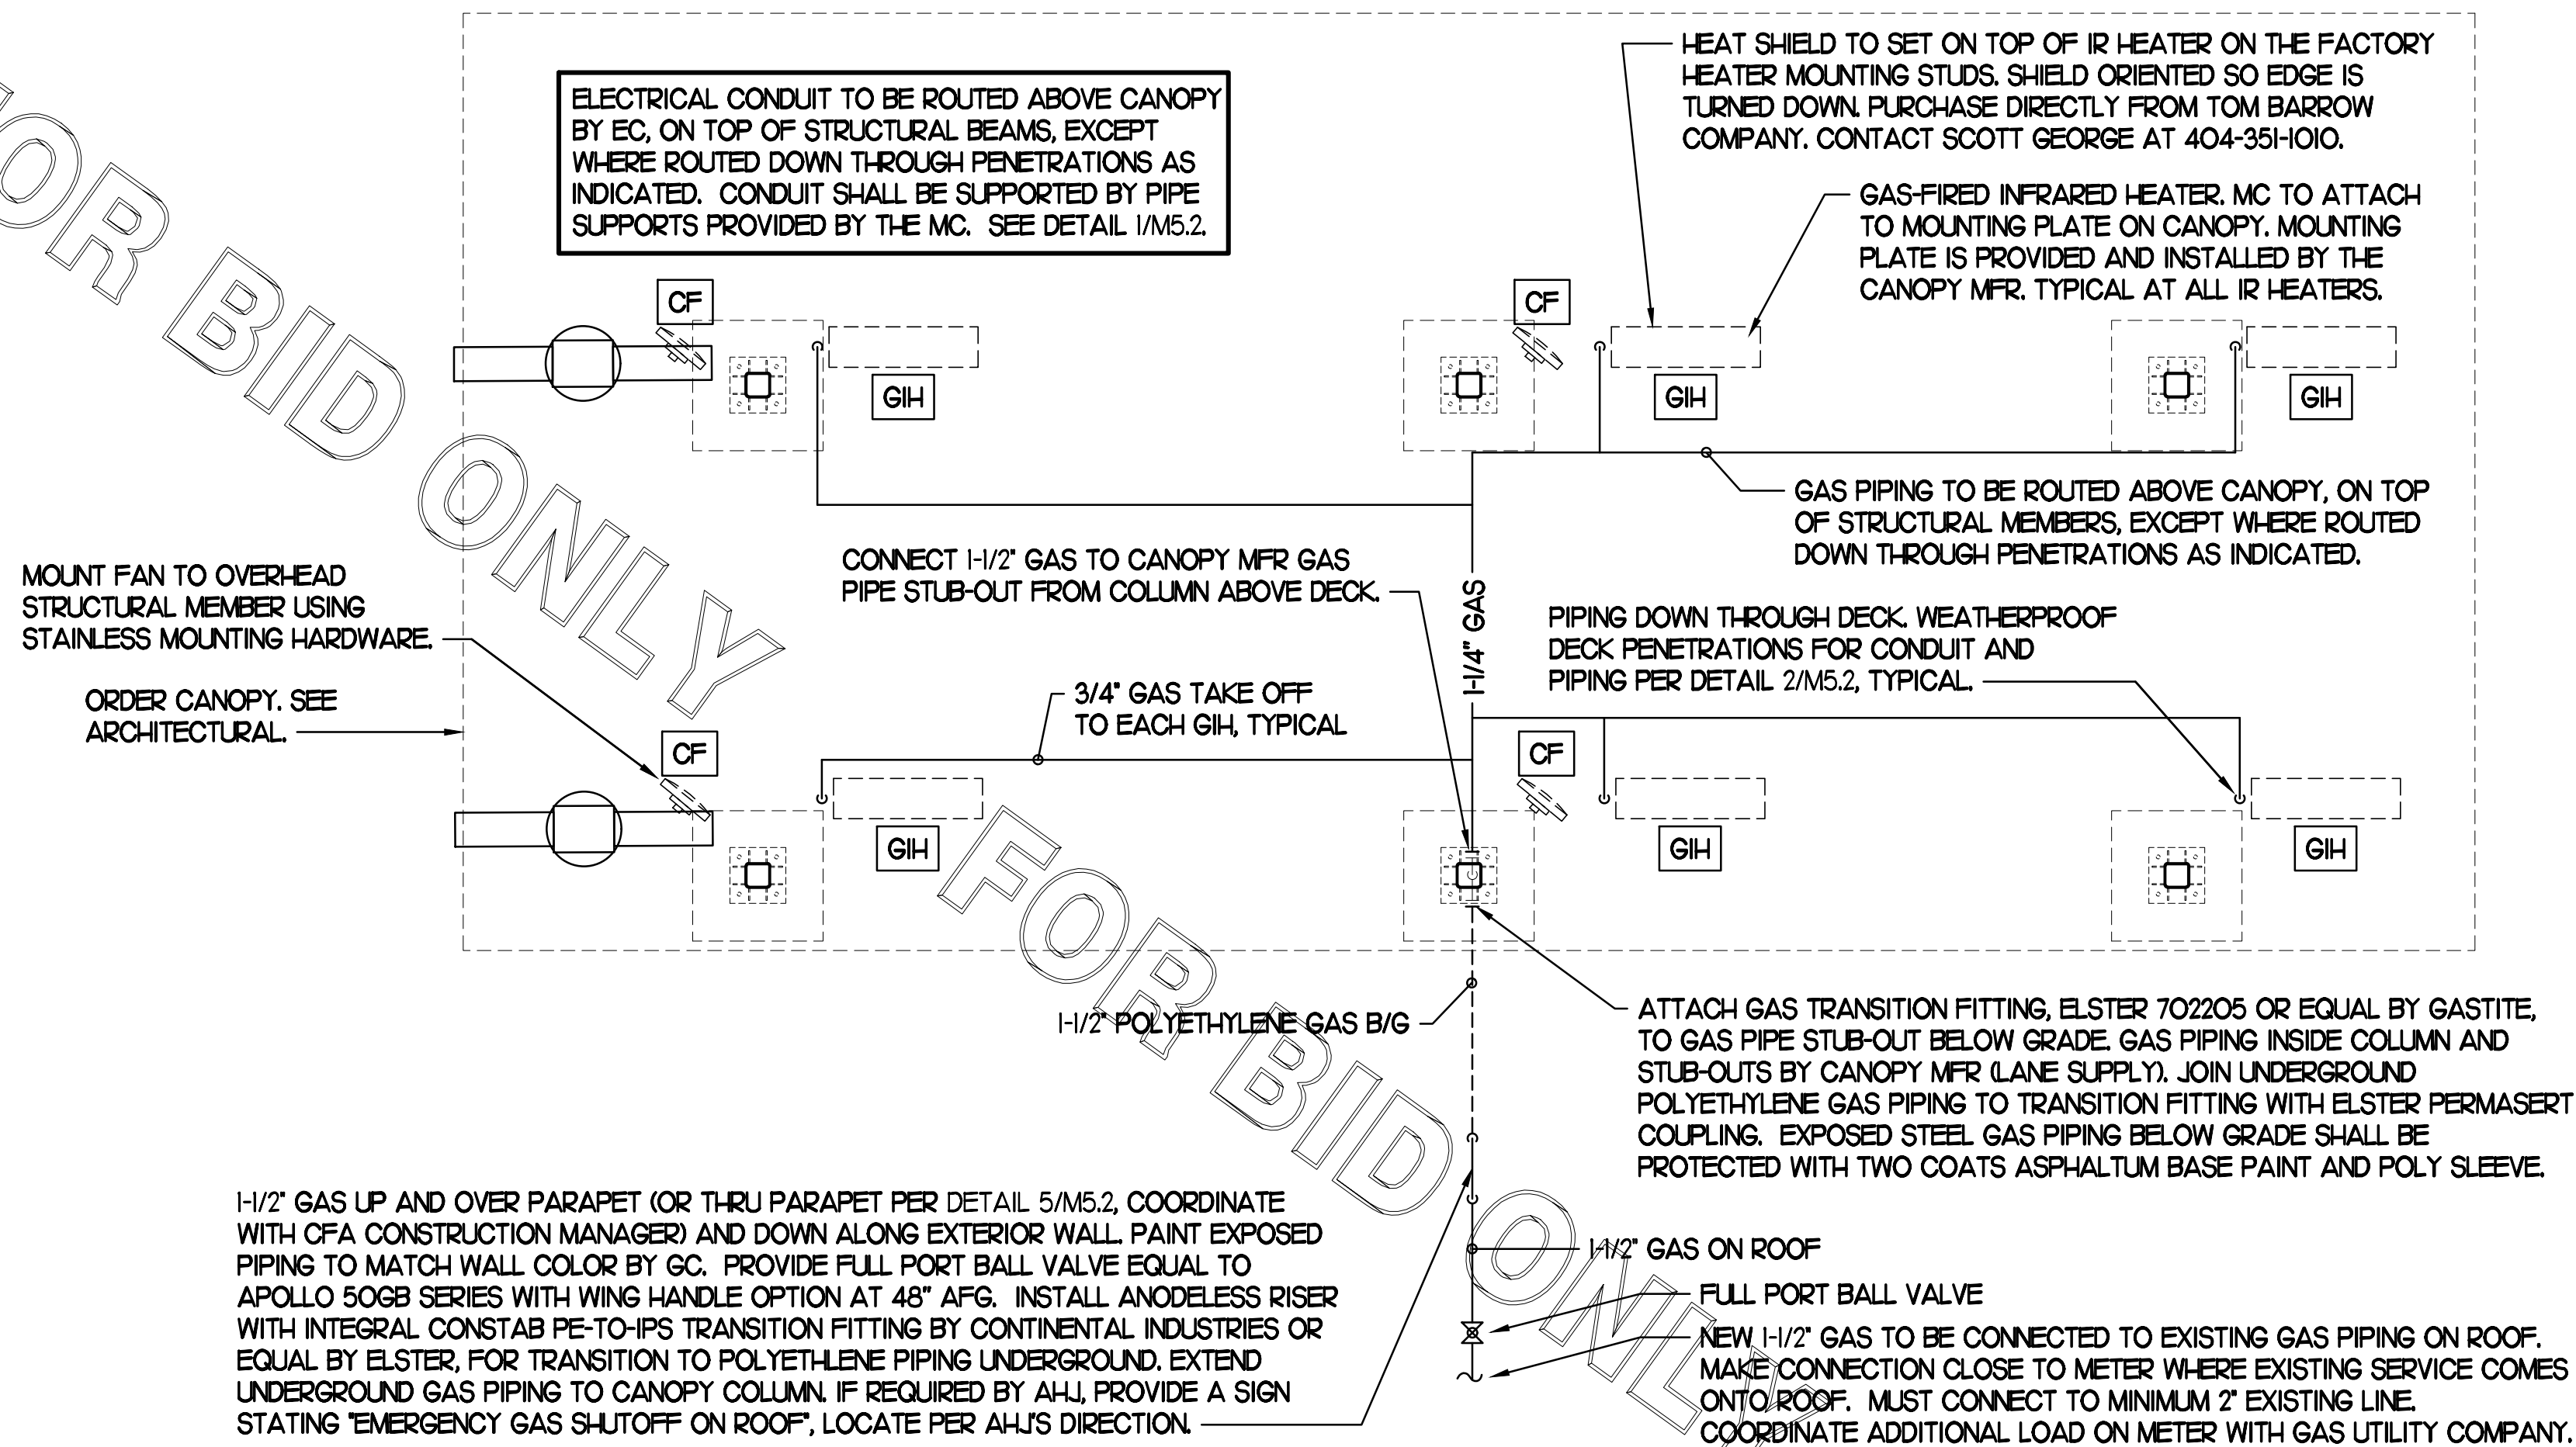 HEAT SHIELD TO SET ON TOP OF IR HEATER ON THE FACTORY
HEATER MOUNTING STUDS. SHIELD ORIENTED SO EDGE IS
TURNED DOWN. PURCHASE DIRECTLY FROM TOM BARROW
COMPANY. CONTACT SCOTT GEORGE AT 404-351-1010.
ELECTRICAL CONDUIT TO BE ROUTED ABOVE CANOPY
BY EC, ON TOP OF STRUCTURAL BEAMS, EXCEPT
WHERE ROUTED DOWN THROUGH PENETRATIONS AS
INDICATED. CONDUIT SHALL BE SUPPORTED BY PIPE
SUPPORTS PROVIDED BY THE MC. SEE DETAIL 1/M5.2.
GAS-FIRED INFRARED HEATER. MC TO ATTACH
TO MOUNTING PLATE ON CANOPY. MOUNTING
PLATE IS PROVIDED AND INSTALLED BY THE
CANOPY MFR. TYPICAL AT ALL IR HEATERS.
FOR BID ONLY
CF
CF
GIH
GIH
GIH
GAS PIPING TO BE ROUTED ABOVE CANOPY, ON TOP
OF STRUCTURAL MEMBERS, EXCEPT WHERE ROUTED
DOWN THROUGH PENETRATIONS AS INDICATED.
CONNECT 1-1/2" GAS TO CANOPY MFR GAS
PIPE STUB-OUT FROM COLUMN ABOVE DECK.
MOUNT FAN TO OVERHEAD
STRUCTURAL MEMBER USING
STAINLESS MOUNTING HARDWARE.
1-1/4" GAS
PIPING DOWN THROUGH DECK. WEATHERPROOF
DECK PENETRATIONS FOR CONDUIT AND
PIPING PER DETAIL 2/M5.2, TYPICAL.
ORDER CANOPY. SEE
ARCHITECTURAL.
3/4" GAS TAKE OFF
TO EACH GIH, TYPICAL
CF
CF
GIH
GIH
GIH
FOR BID ONLY
1-1/2" POLYETHYLENE GAS B/G
ATTACH GAS TRANSITION FITTING, ELSTER 702205 OR EQUAL BY GASTITE,
TO GAS PIPE STUB-OUT BELOW GRADE. GAS PIPING INSIDE COLUMN AND
STUB-OUTS BY CANOPY MFR (LANE SUPPLY). JOIN UNDERGROUND
POLYETHYLENE GAS PIPING TO TRANSITION FITTING WITH ELSTER PERMASERT
COUPLING. EXPOSED STEEL GAS PIPING BELOW GRADE SHALL BE
PROTECTED WITH TWO COATS ASPHALTUM BASE PAINT AND POLY SLEEVE.
1-1/2" GAS UP AND OVER PARAPET (OR THRU PARAPET PER DETAIL 5/M5.2, COORDINATE
WITH CFA CONSTRUCTION MANAGER) AND DOWN ALONG EXTERIOR WALL. PAINT EXPOSED
PIPING TO MATCH WALL COLOR BY GC. PROVIDE FULL PORT BALL VALVE EQUAL TO
APOLLO 50GB SERIES WITH WING HANDLE OPTION AT 48" AFG. INSTALL ANODELESS RISER
WITH INTEGRAL CONSTAB PE-TO-IPS TRANSITION FITTING BY CONTINENTAL INDUSTRIES OR
EQUAL BY ELSTER, FOR TRANSITION TO POLYETHLENE PIPING UNDERGROUND. EXTEND
UNDERGROUND GAS PIPING TO CANOPY COLUMN. IF REQUIRED BY AHJ, PROVIDE A SIGN
STATING "EMERGENCY GAS SHUTOFF ON ROOF", LOCATE PER AHJ'S DIRECTION.
1-1/2" GAS ON ROOF
FULL PORT BALL VALVE
NEW 1-1/2" GAS TO BE CONNECTED TO EXISTING GAS PIPING ON ROOF.
MAKE CONNECTION CLOSE TO METER WHERE EXISTING SERVICE COMES
ONTO ROOF. MUST CONNECT TO MINIMUM 2" EXISTING LINE.
COORDINATE ADDITIONAL LOAD ON METER WITH GAS UTILITY COMPANY.